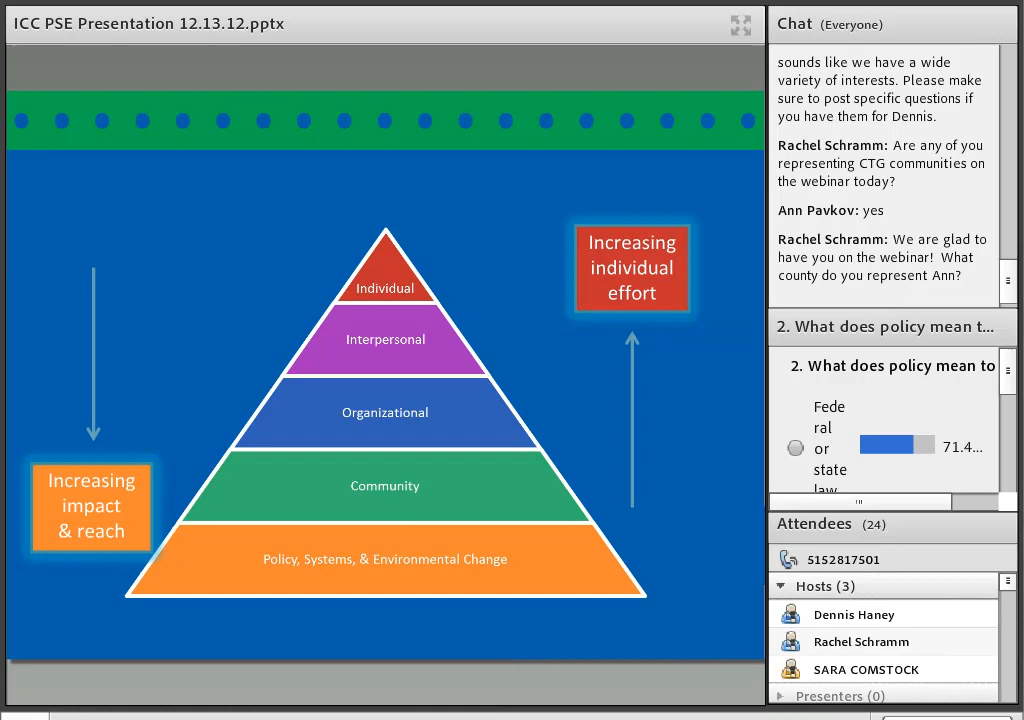 ICC PSE Presentation 12.13.12.pptx
Increasing
individual
effort
Individual
Interpersonal
Organizational
Community
Policy, Systems, & Environmental Change
Increasing
impact
& reach
Chat (Everyone)
sounds like we have a wide
variety of interests. Please make
sure to post specific questions if
you have them for Dennis.
Rachel Schramm: Are any of you
representing CTG communities on
the webinar today?
Ann Pavkov: yes
Rachel Schramm: We are glad to
have you on the webinar! What
county do you represent Ann?
2. What does policy mean t...
2. What does policy mean to
Fede
ral
or
state
law
71.4...
Attendees (24)
5152817501
Hosts (3)
Dennis Haney
Rachel Schramm
SARA COMSTOCK
Presenters (0)